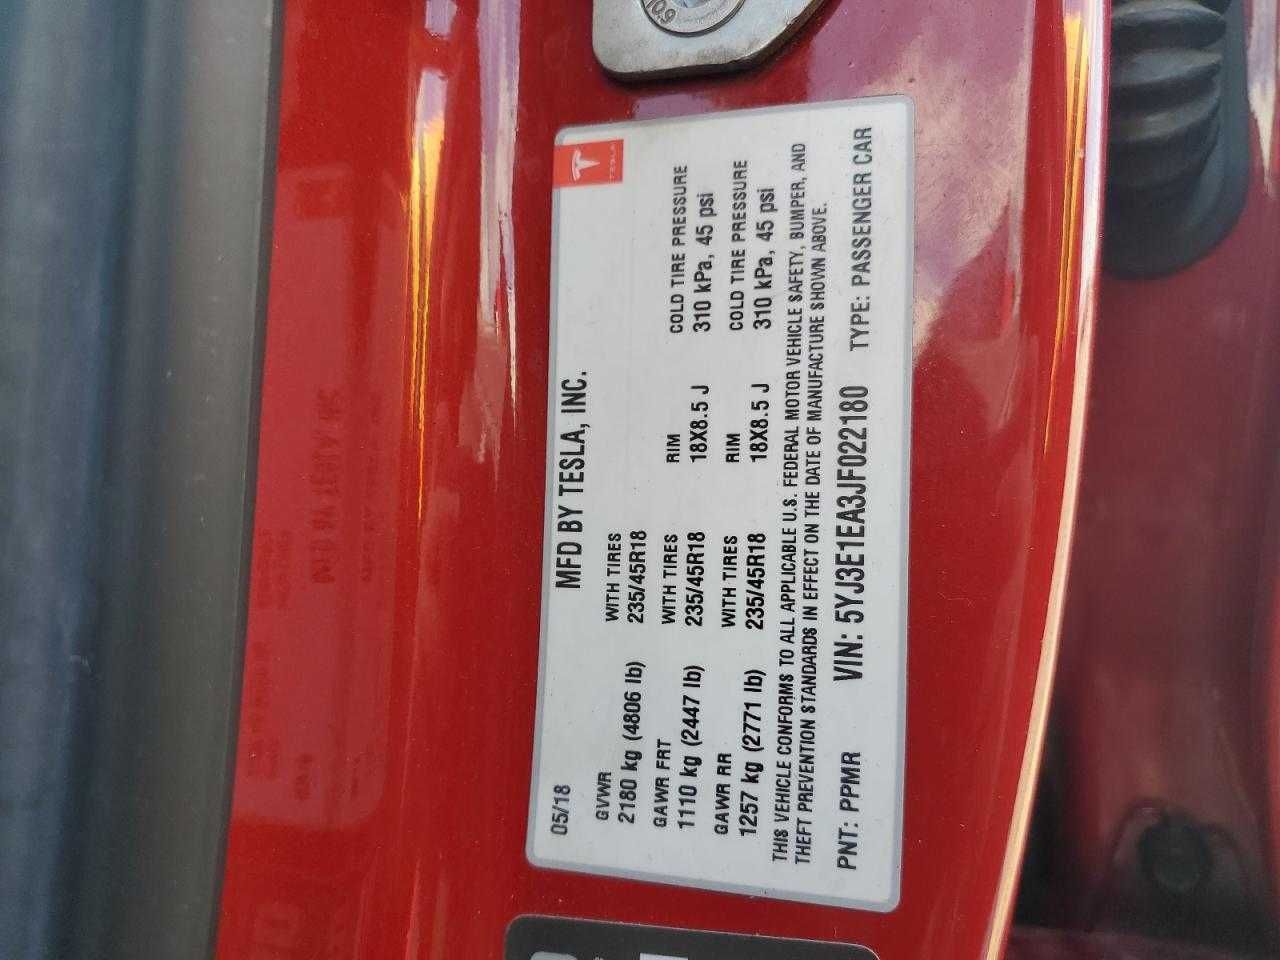 10.9
TESLA
05/18
MFD BY TESLA, INC.
GVWR
WITH TIRES
2180 kg (4806 lb)
235/45R18
GAWR FRT
WITH TIRES
RIM
COLD TIRE PRESSURE
1110 kg (2447 lb)
235/45R18
18X8.5 J
310 kPa, 45 psi
GAWR RR
WITH TIRES
RIM
COLD TIRE PRESSURE
1257 kg (2771 lb)
235/45R18
18X8.5 J
310 kPa, 45 psi
THIS VEHICLE CONFORMS TO ALL APPLICABLE U.S. FEDERAL MOTOR VEHICLE SAFETY, BUMPER, AND
THEFT PREVENTION STANDARDS IN EFFECT ON THE DATE OF MANUFACTURE SHOWN ABOVE.
PNT: PPMR
VIN: 5YJ3E1EA3JF022180
TYPE: PASSENGER CAR